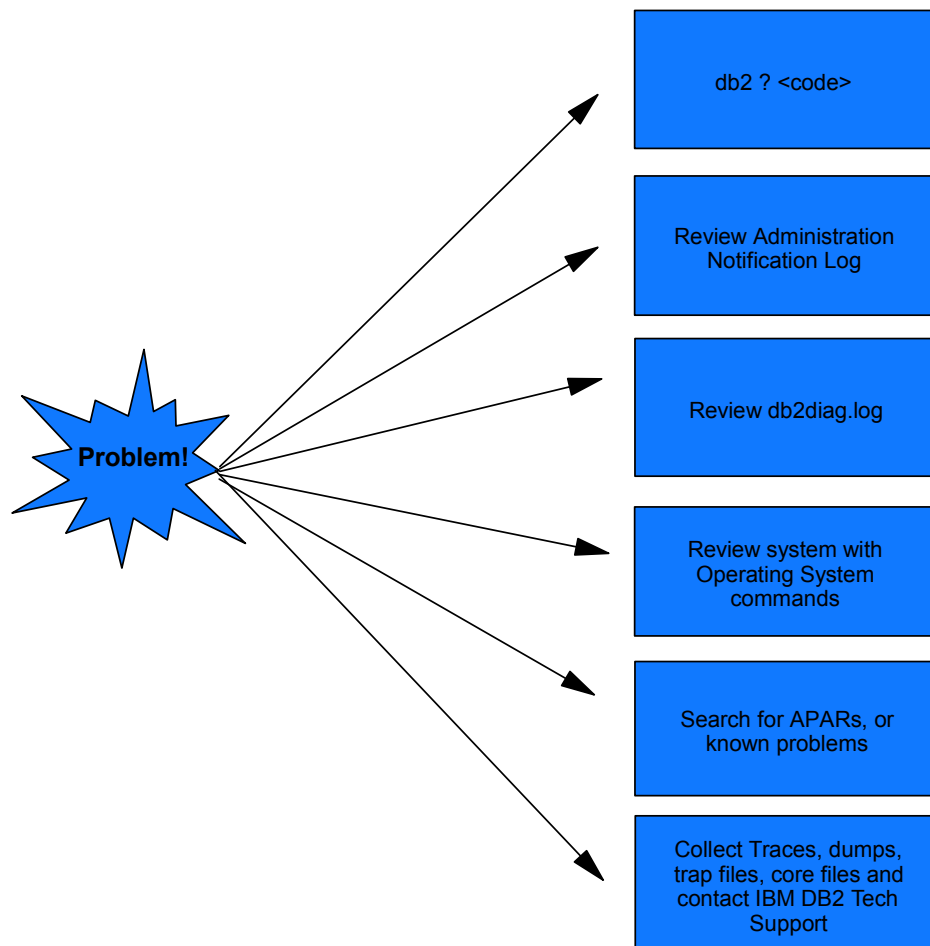 db2 ? <code>
Review Administration
Notification Log
Review db2diag.log
Problem!
Review system with
Operating System
commands
Search for APARs, or
known problems
Collect Traces, dumps,
trap files, core files and
contact IBM DB2 Tech
Support